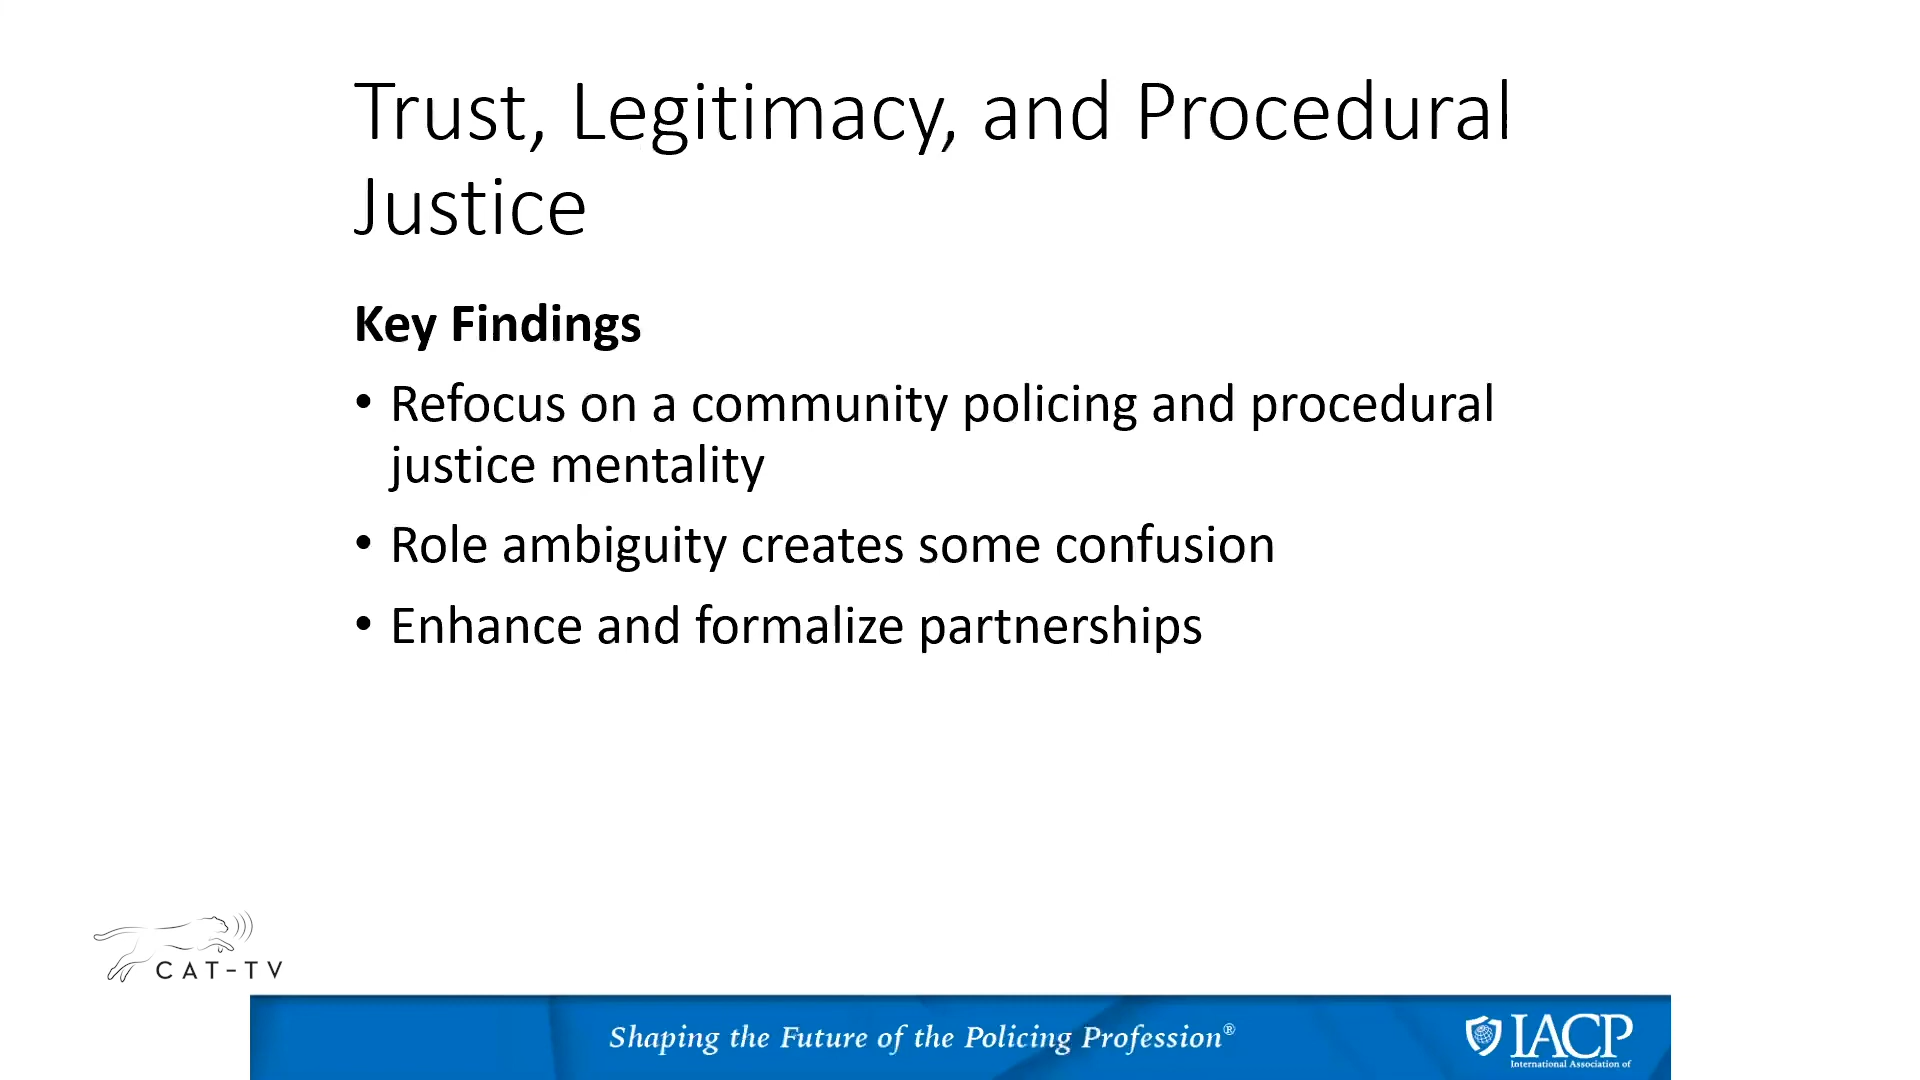 Trust, Legitimacy, and Procedural
Justice
Key Findings
• Refocus on a community policing and procedural
justice mentality
• Role ambiguity creates some confusion
• Enhance and formalize partnerships
CAT-TV
Shaping the Future of the Policing Profession®
IACP
International Association of